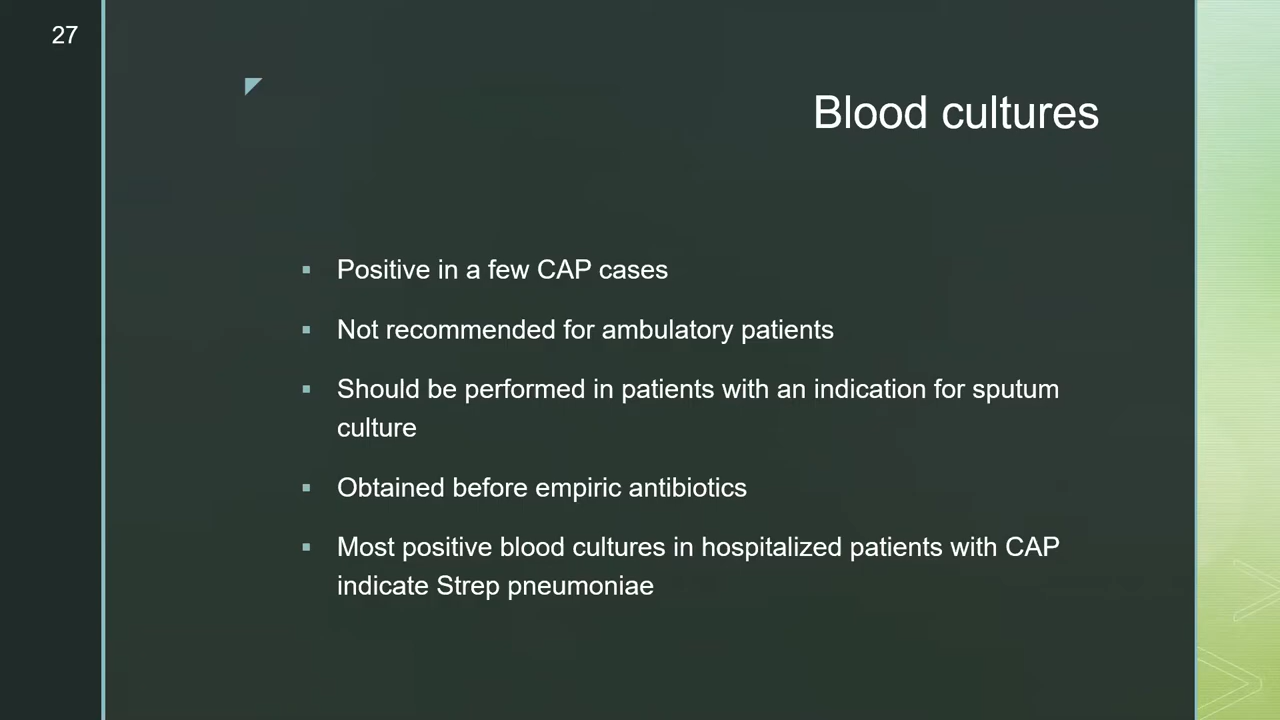 27
Blood cultures
▪ Positive in a few CAP cases
▪ Not recommended for ambulatory patients
▪ Should be performed in patients with an indication for sputum
culture
▪ Obtained before empiric antibiotics
▪ Most positive blood cultures in hospitalized patients with CAP
indicate Strep pneumoniae